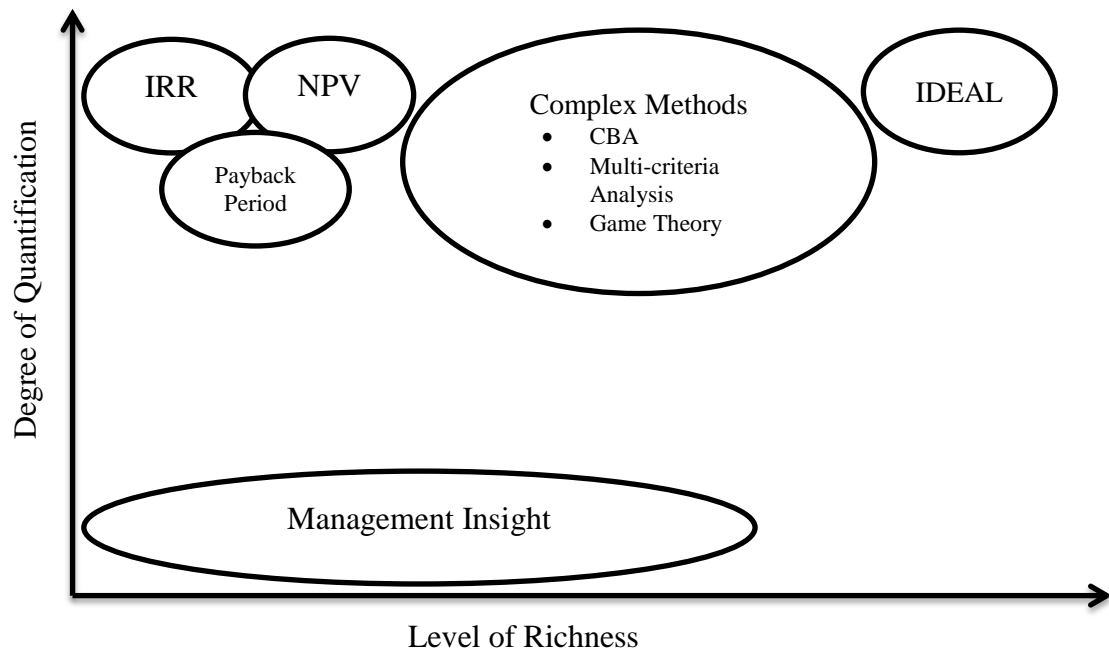 Degree of Quantification
IRR
NPV
Payback
Period
Complex Methods
• CBA
• Multi-criteria
Analysis
• Game Theory
IDEAL
Management Insight
Level of Richness